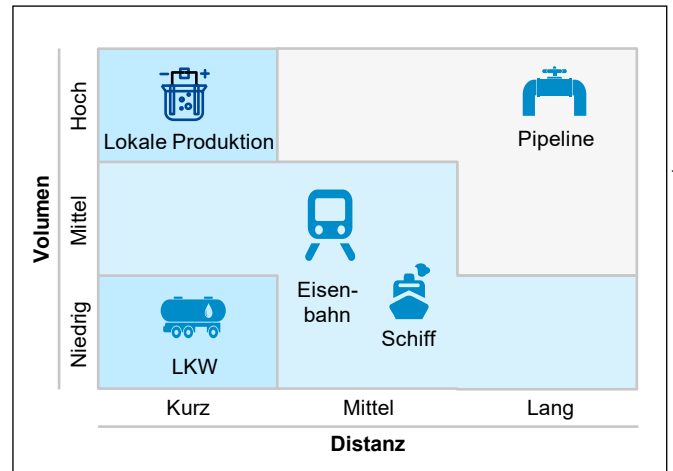 Volumen
Hoch
Mittel
Niedrig
Lokale Produktion
Pipeline
Eisen-
bahn
Schiff
LKW
Kurz
Mittel
Lang
Distanz